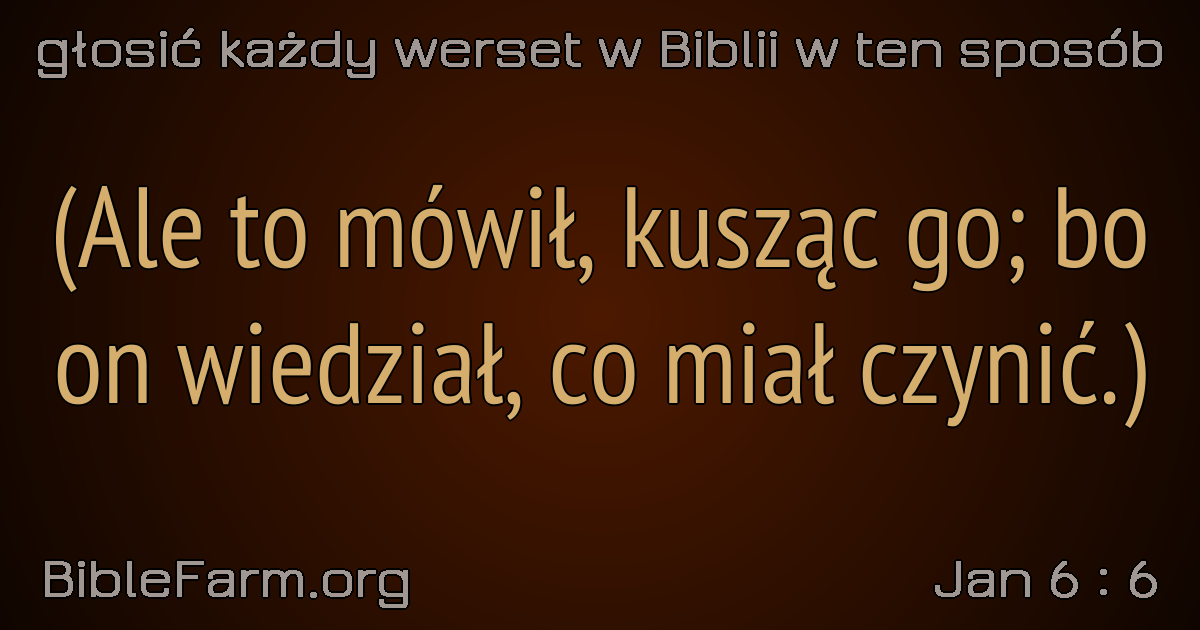 głosić każdy werset w Biblii w ten sposób
(Ale to mówił, kusząc go; bo
on wiedział, co miał czynić.)
BibleFarm.org
Jan 6 : 6